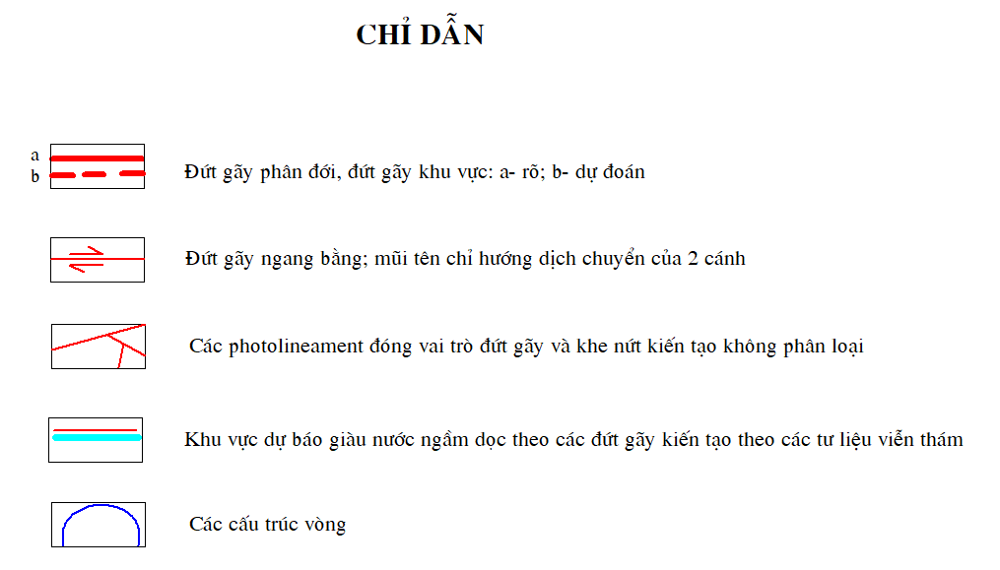 CHỈ DẪN
a
b
Đứt gãy phân đới, đứt gãy khu vực: a- rõ; b- dự đoán
Đứt gãy ngang bằng; mũi tên chỉ hướng dịch chuyển của 2 cánh
Các photolineament đóng vai trò đứt gãy và khe nứt kiến tạo không phân loại
Khu vực dự báo giàu nước ngầm dọc theo các đứt gãy kiến tạo theo các tư liệu viễn thám
Các cấu trúc vòng